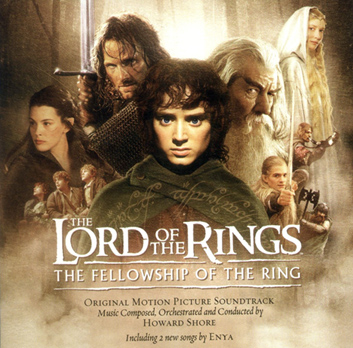 THE LORD OF THE RINGS
THE FELLOWSHIP OF THE RING
ORIGINAL MOTION PICTURE SOUNDTRACK
Music Composed, Orchestrated and Conducted by
HOWARD SHORE
Including 2 new songs by ENYA